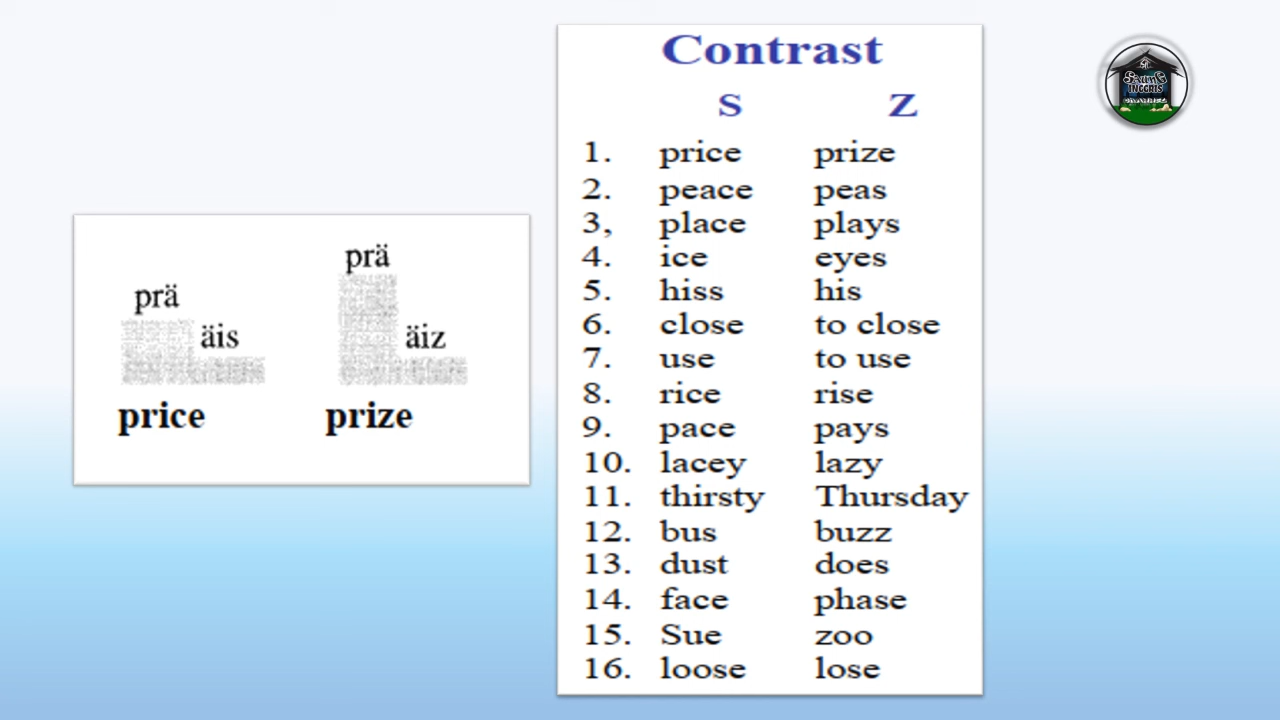 Contrast
S Z
1. price prize
2. peace peas
3, place plays
4. ice eyes
5. hiss his
6. close to close
7. use to use
8. rice rise
9. pace pays
10. lacey lazy
11. thirsty Thursday
12. bus buzz
13. dust does
14. face phase
15. Sue zoo
16. loose lose
prä
äis
price
prä
äiz
prize
SAUNG
INGGRIS